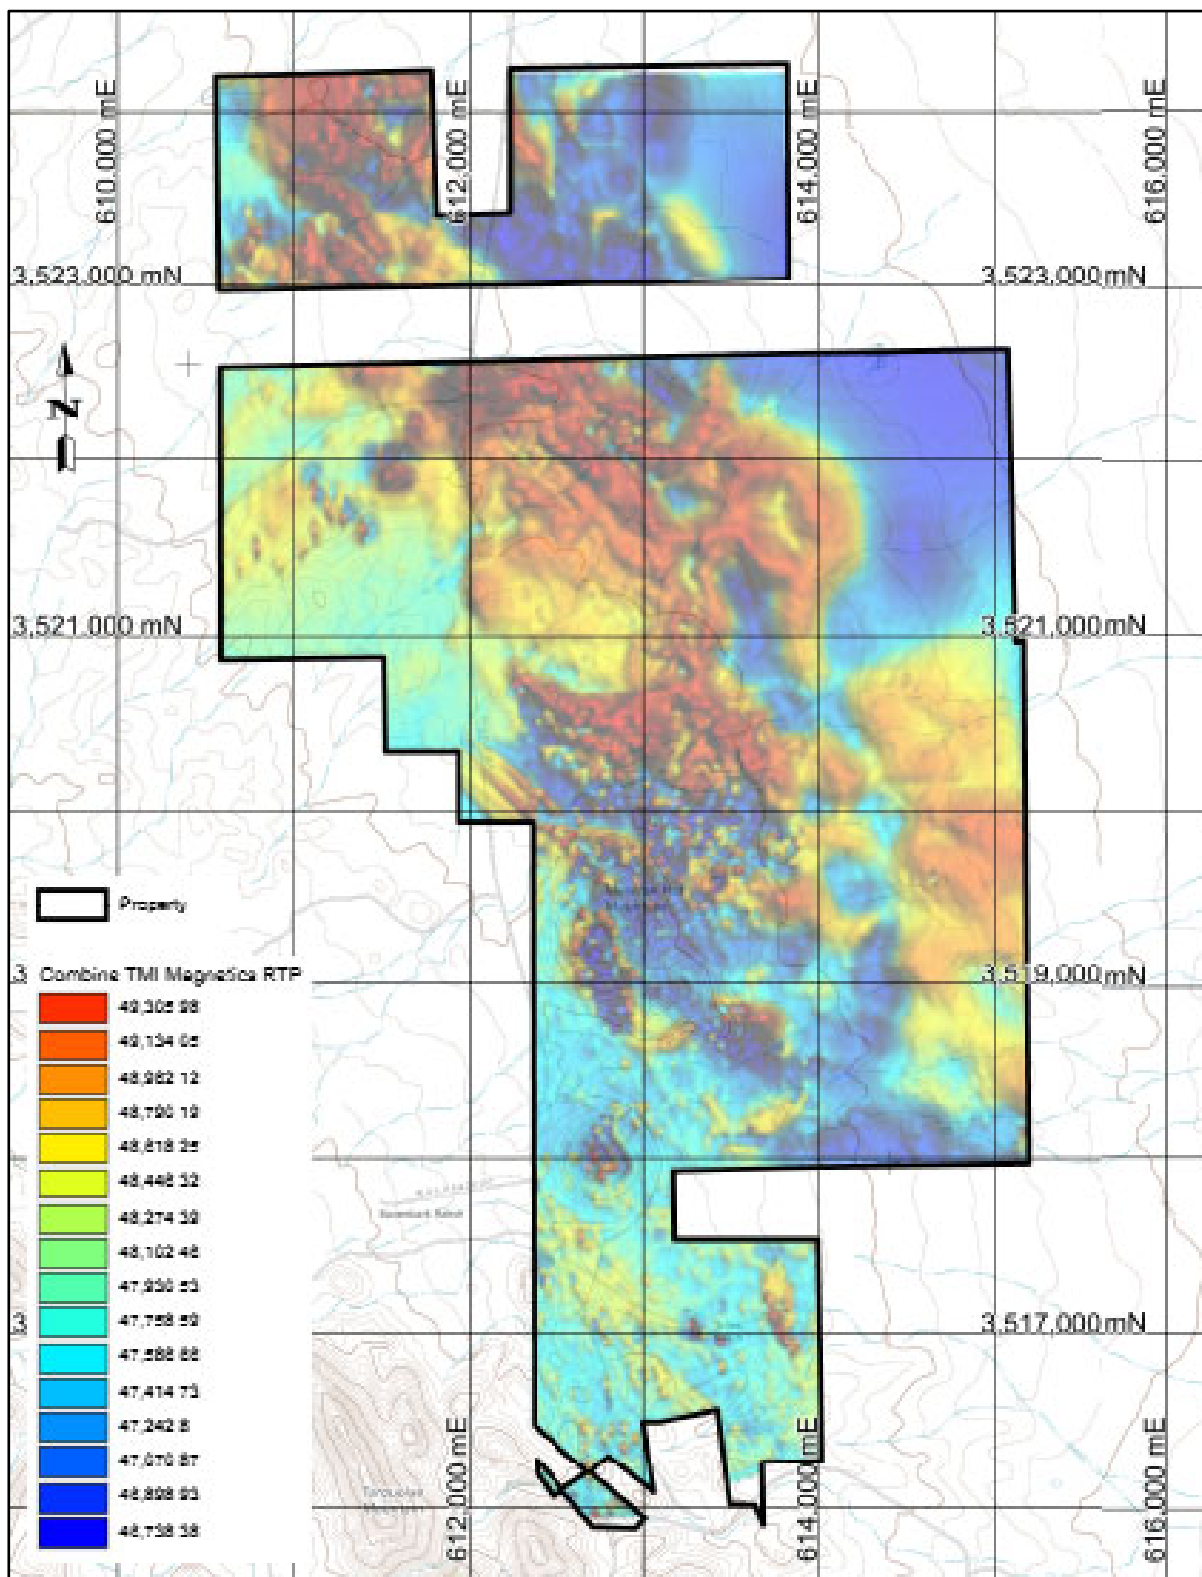 610,000 mE
612,000 mE
614,000 mE
616,000 mE
3,523,000 mN
3,523,000 mN
N
3,521,000 mN
3,521,000 mN
Property
Combine TMI Magnetics RTP
3
3,519,000 mN
49,305.98
49,134.05
48,962.12
48,790.19
48,618.25
48,446.32
48,274.39
48,102.46
47,930.53
47,758.59
47,586.66
47,414.73
47,242.8
47,070.87
46,898.93
3
3,517,000 mN
Turquoise
Mountain
612,000 mE
614,000 mE
616,000 mE